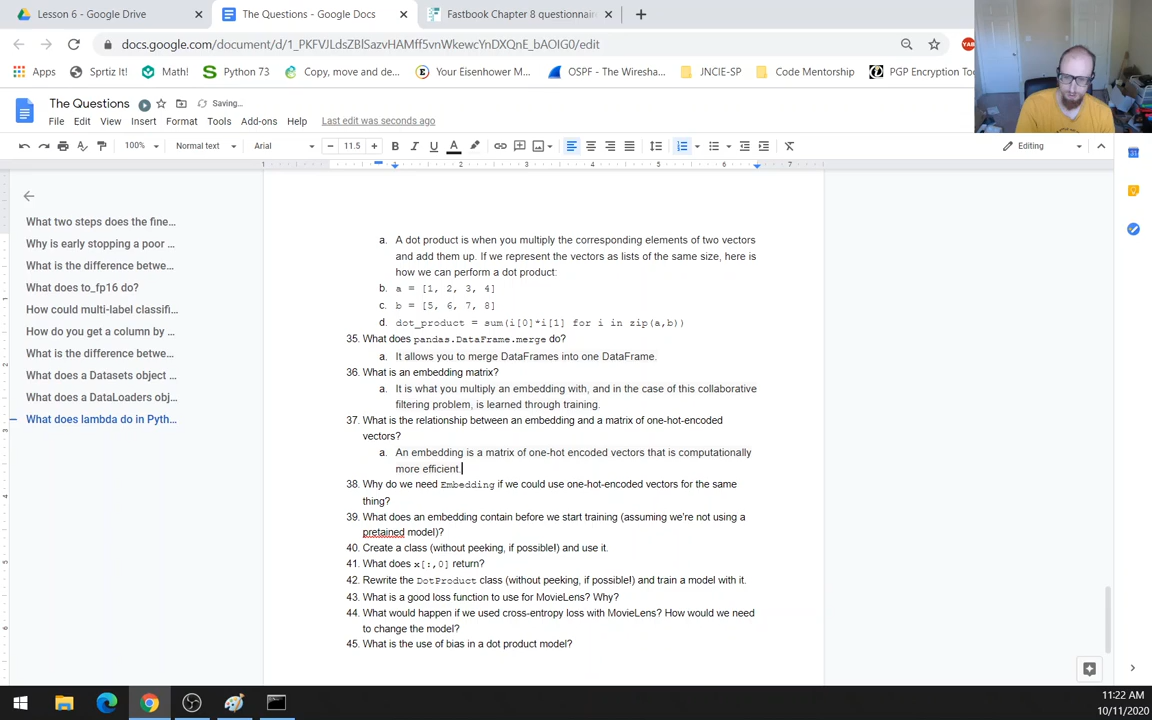 Lesson 6 - Google Drive
The Questions - Google Docs
Fastbook Chapter 8 questionnair
docs.google.com/document/d/1_PKFVJLdsZBlSazvHAMff5vnWkewcYnDXQnE_bAOIG0/edit
Apps
Sprtiz It!
Math!
Python 73
Copy, move and de...
Your Eisenhower M...
OSPF - The Wiresha...
JNCIE-SP
Code Mentorship
PGP Encryption Too
The Questions
Saving...
File Edit View Insert Format Tools Add-ons Help Last edit was seconds ago
100% Normal text Arial 11.5 Editing
1 1 2 3 4 5 6 7
What two steps does the fine...
Why is early stopping a poor ...
What is the difference betwe...
What does to_fp16 do?
How could multi-label classifi...
How do you get a column by ...
What is the difference betwe...
What does a Datasets object ...
What does a DataLoaders obj...
What does lambda do in Pyth...
a. A dot product is when you multiply the corresponding elements of two vectors
and add them up. If we represent the vectors as lists of the same size, here is
how we can perform a dot product:
b. a = [1, 2, 3, 4]
c. b = [5, 6, 7, 8]
d. dot_product = sum(i[0]*i[1] for i in zip(a,b))
35. What does pandas.DataFrame.merge do?
a. It allows you to merge DataFrames into one DataFrame.
36. What is an embedding matrix?
a. It is what you multiply an embedding with, and in the case of this collaborative
filtering problem, is learned through training.
37. What is the relationship between an embedding and a matrix of one-hot-encoded
vectors?
a. An embedding is a matrix of one-hot encoded vectors that is computationally
more efficient.
38. Why do we need Embedding if we could use one-hot-encoded vectors for the same
thing?
39. What does an embedding contain before we start training (assuming we're not using a
pretained model)?
40. Create a class (without peeking, if possible!) and use it.
41. What does x[:,0] return?
42. Rewrite the DotProduct class (without peeking, if possible!) and train a model with it.
43. What is a good loss function to use for MovieLens? Why?
44. What would happen if we used cross-entropy loss with MovieLens? How would we need
to change the model?
45. What is the use of bias in a dot product model?
11:22 AM
10/11/2020